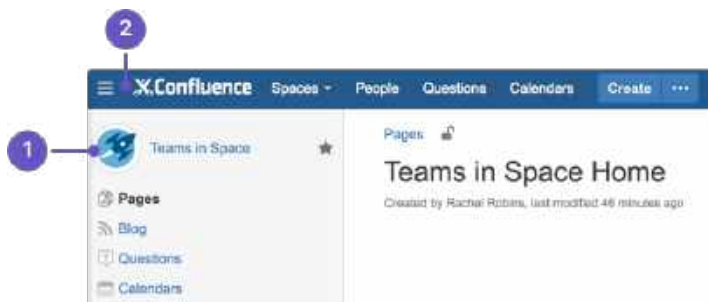 2
Confluence Spaces People Questions Calendars Create ...
1
Teams in Space
Pages
Blog
Questions
Calendars
Pages
Teams in Space Home
Created by Rachel Robins, last modified 46 minutes ago